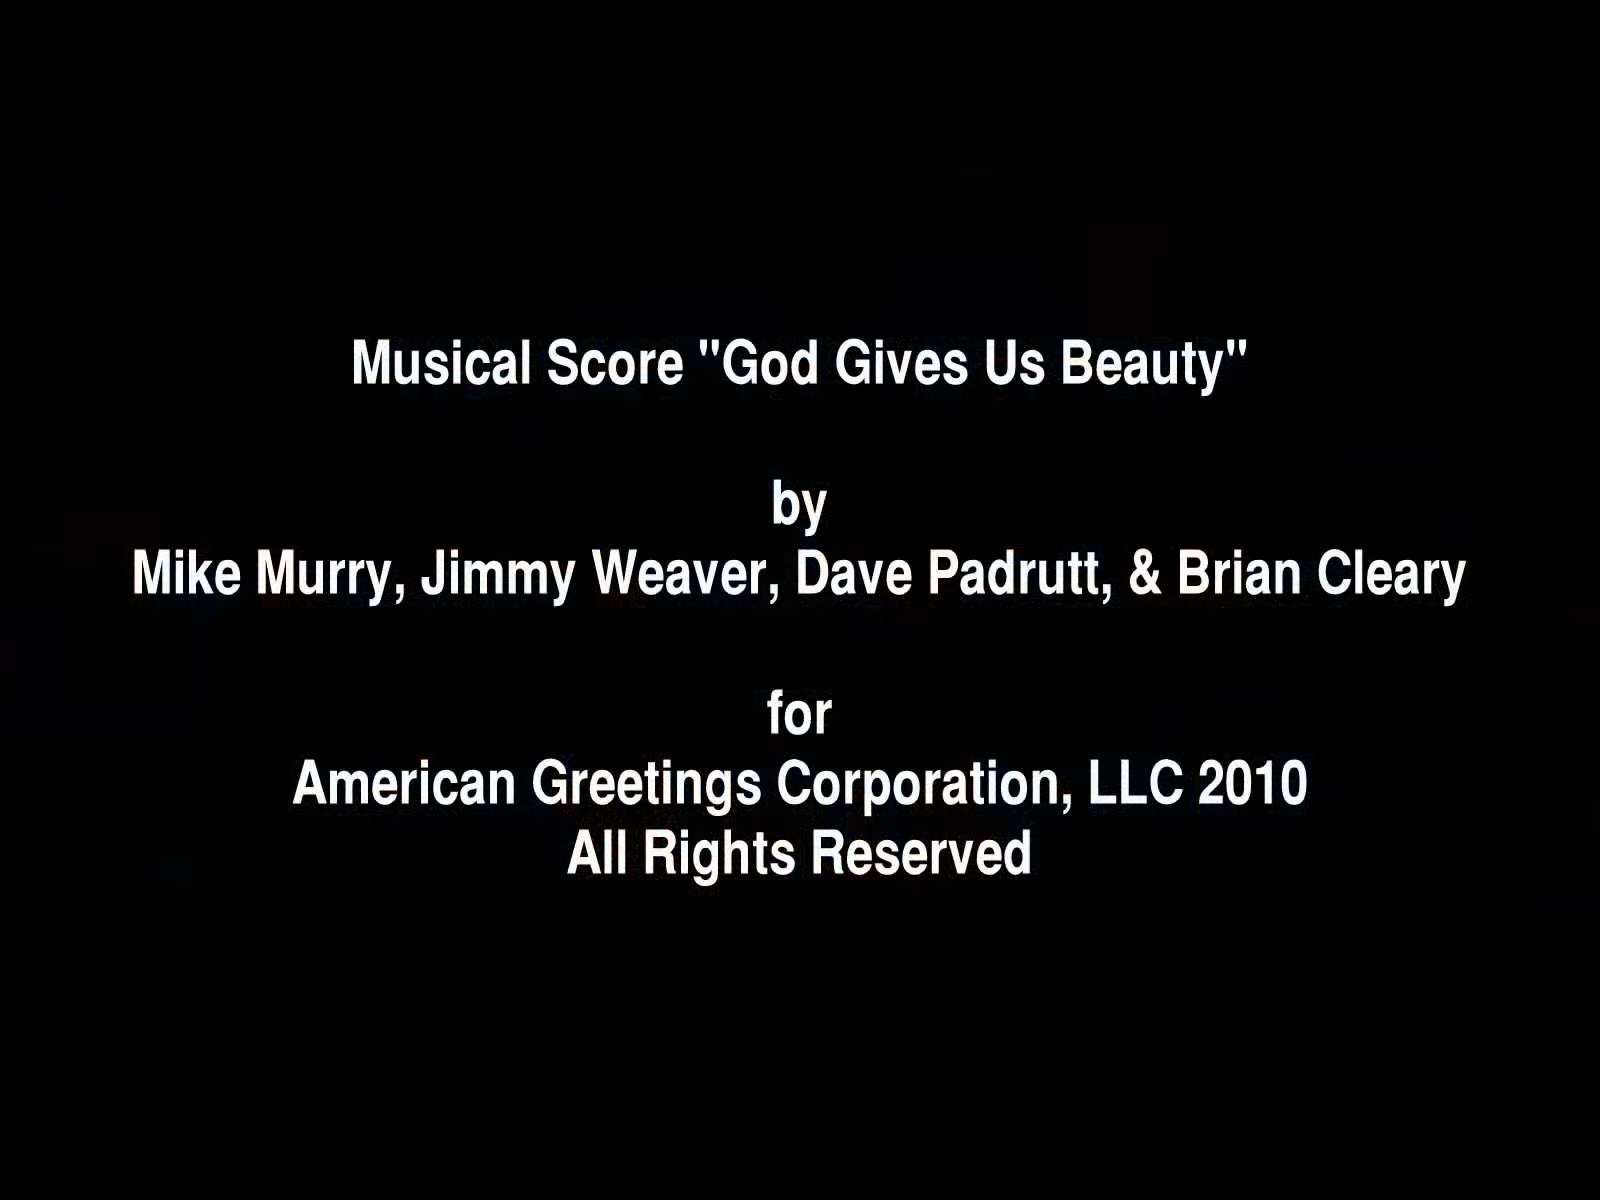 Musical Score "God Gives Us Beauty"
by
Mike Murry, Jimmy Weaver, Dave Padrutt, & Brian Cleary
for
American Greetings Corporation, LLC 2010
All Rights Reserved